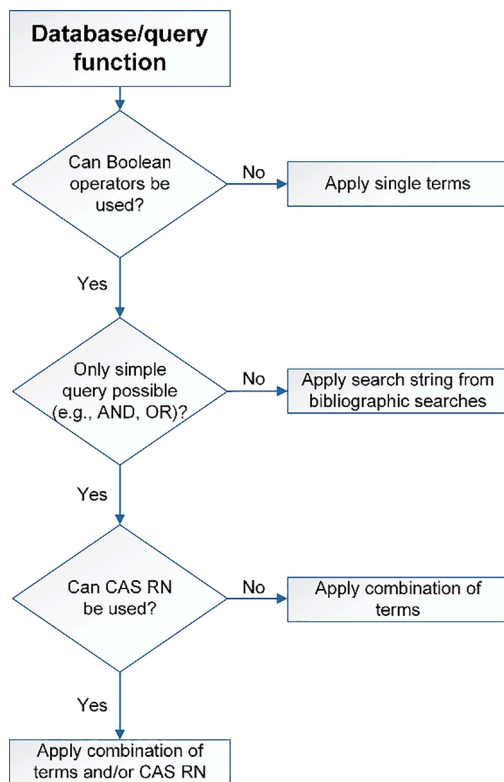 Database/query
function
Can Boolean
operators be
used?
No
Apply single terms
Yes
Only simple
query possible
(e.g., AND, OR)?
No
Apply search string from
bibliographic searches
Yes
Can CAS RN
be used?
No
Apply combination of
terms
Yes
Apply combination of
terms and/or CAS RN